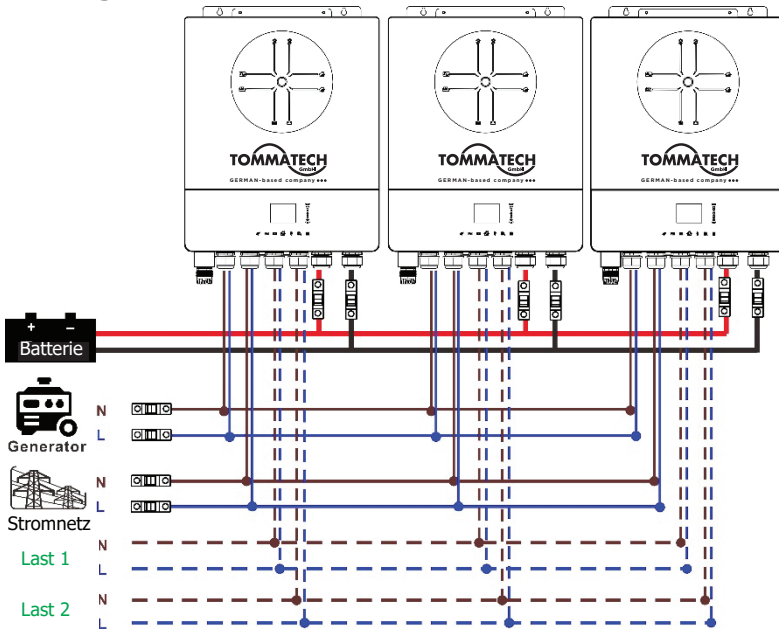 TOMMATECH
GmbH
GERMAN-based company
TOMMATECH
GmbH
GERMAN-based company
TOMMATECH
GmbH
GERMAN-based company
+ –
Batterie
N
L
Generator
N
L
Stromnetz
N
Last 1
L
N
Last 2
L